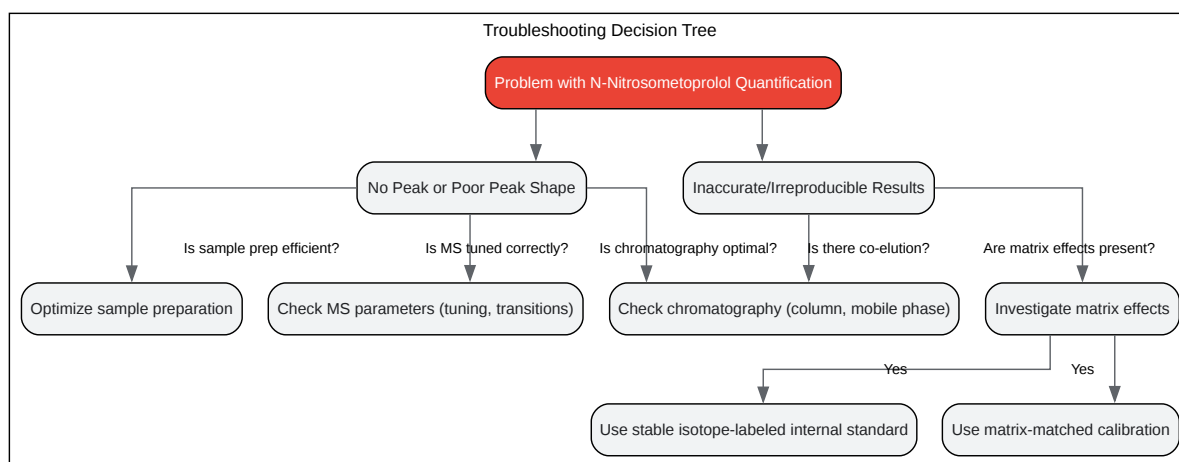 Troubleshooting Decision Tree
Problem with N-Nitrosometoprolol Quantification
No Peak or Poor Peak Shape
Inaccurate/Irreproducible Results
Is sample prep efficient?
Is MS tuned correctly?
Is chromatography optimal?
Is there co-elution?
Are matrix effects present?
Optimize sample preparation
Check MS parameters (tuning, transitions)
Check chromatography (column, mobile phase)
Investigate matrix effects
Yes
Yes
Use stable isotope-labeled internal standard
Use matrix-matched calibration